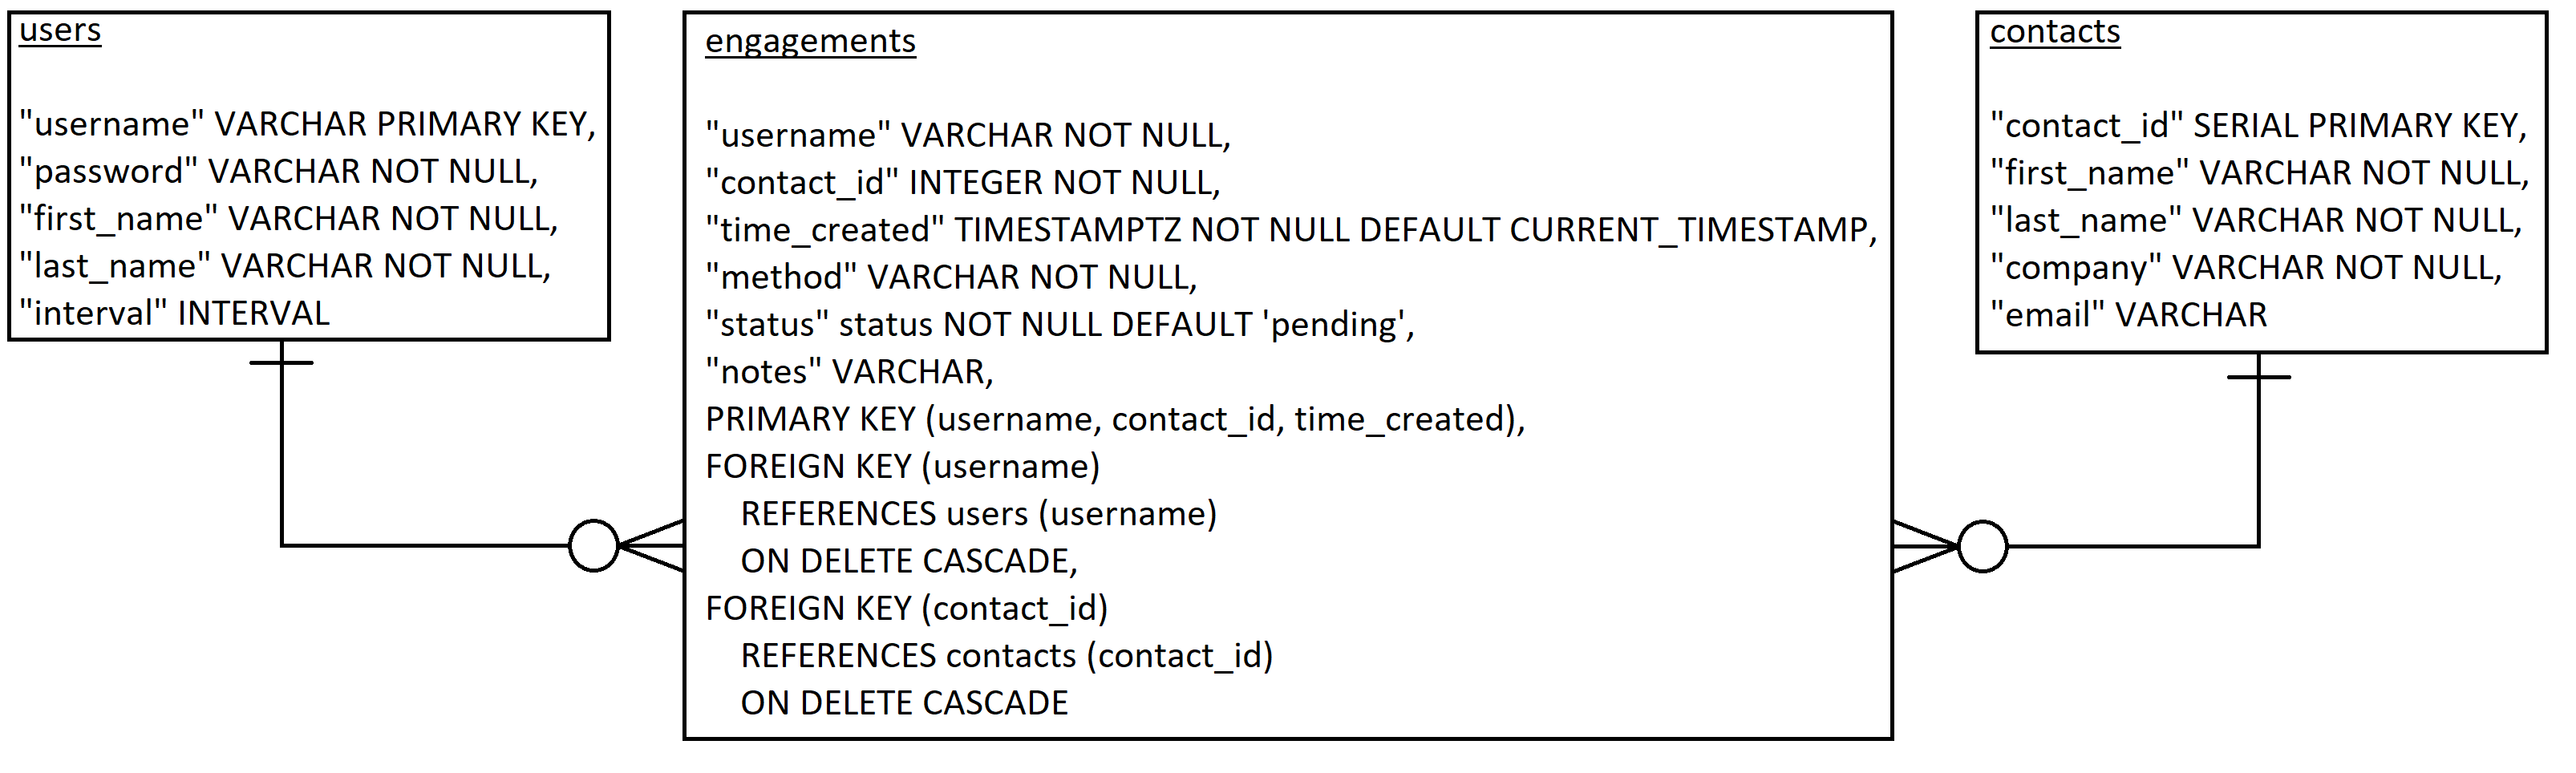 users
"username" VARCHAR PRIMARY KEY,
"password" VARCHAR NOT NULL,
"first_name" VARCHAR NOT NULL,
"last_name" VARCHAR NOT NULL,
"interval" INTERVAL
engagements
"username" VARCHAR NOT NULL,
"contact_id" INTEGER NOT NULL,
"time_created" TIMESTAMPTZ NOT NULL DEFAULT CURRENT_TIMESTAMP,
"method" VARCHAR NOT NULL,
"status" status NOT NULL DEFAULT 'pending',
"notes" VARCHAR,
PRIMARY KEY (username, contact_id, time_created),
FOREIGN KEY (username)
REFERENCES users (username)
ON DELETE CASCADE,
FOREIGN KEY (contact_id)
REFERENCES contacts (contact_id)
ON DELETE CASCADE
contacts
"contact_id" SERIAL PRIMARY KEY,
"first_name" VARCHAR NOT NULL,
"last_name" VARCHAR NOT NULL,
"company" VARCHAR NOT NULL,
"email" VARCHAR